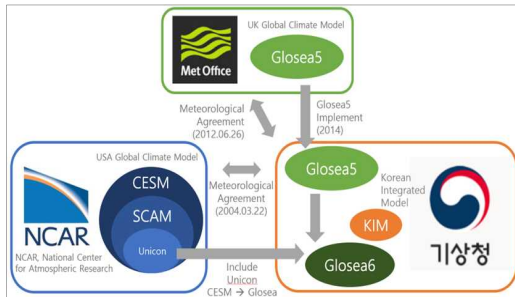 UK Global Climate Model
Met Office
Glosea5
Meteorological
Agreement
(2012.06.26)
Glosea5
Implement
(2014)
USA Global Climate Model
CESM
SCAM
Unicon
NCAR
NCAR, National Center
for Atmospheric Research
Meteorological
Agreement
(2004.03.22)
Glosea5
Korean
Integrated
Model
KIM
Glosea6
기상청
Include
Unicon
CESM → Glosea